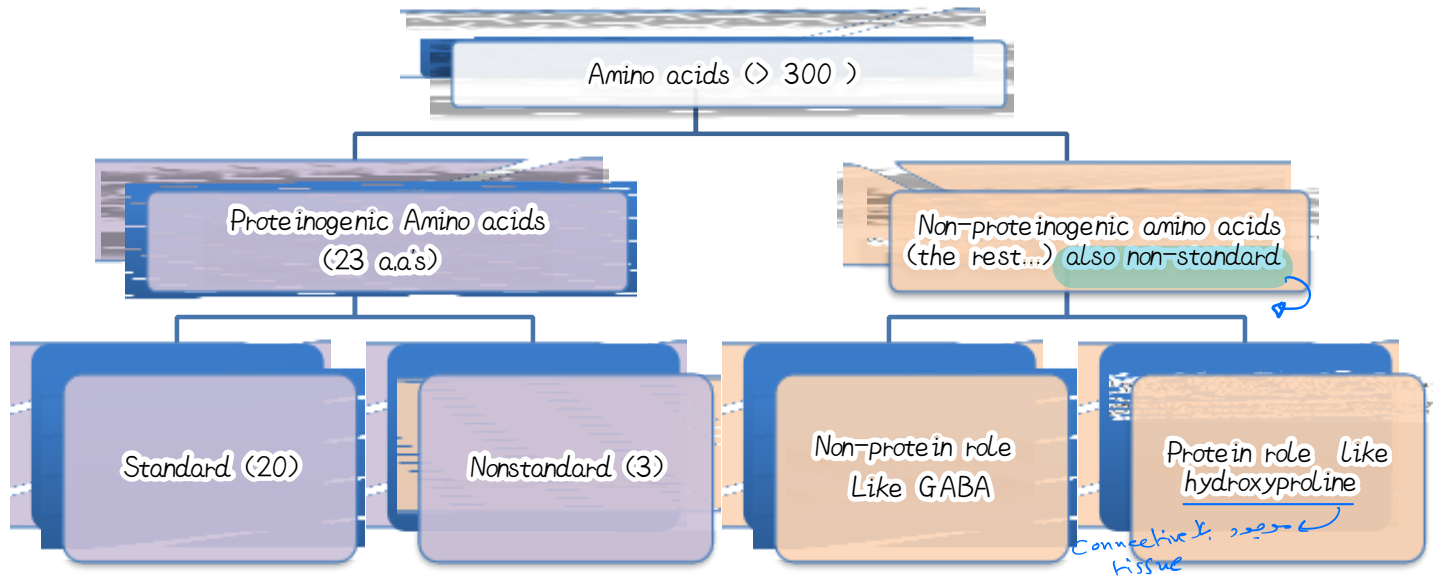 Amino acids (> 300 )
Proteinogenic Amino acids
(23 a.a's)
Non-proteinogenic amino acids
(the rest...) also non-standard
Standard (20)
Nonstandard (3)
Non-protein role
Like GABA
Protein role like
hydroxyproline
Connective بال موجود
tissue